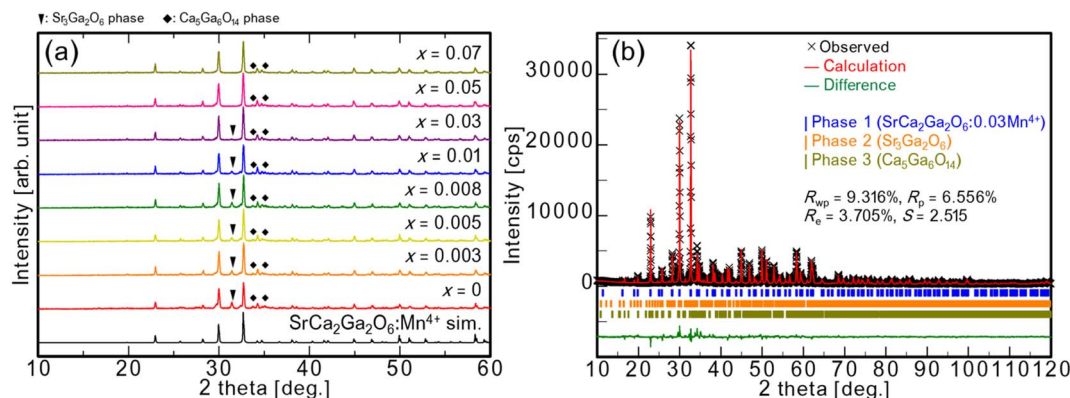 ▼: Sr₃Ga₂O₆ phase ◆: Ca₅Ga₆O₁₄ phase
(a)
x = 0.07
x = 0.05
x = 0.03
x = 0.01
x = 0.008
x = 0.005
x = 0.003
x = 0
SrCa₂Ga₂O₆:Mn⁴⁺ sim.
Intensity [arb. unit]
10 20 30 40 50 60
2 theta [deg.]
(b)
× Observed
Calculation
Difference
Phase 1 (SrCa₂Ga₂O₆:0.03Mn⁴⁺)
Phase 2 (Sr₃Ga₂O₆)
Phase 3 (Ca₅Ga₆O₁₄)
Rwp = 9.316%, Rp = 6.556%
Re = 3.705%, S = 2.515
Intensity [cps]
30000
20000
10000
0
10 20 30 40 50 60 70 80 90 100 110 120
2 theta [deg.]